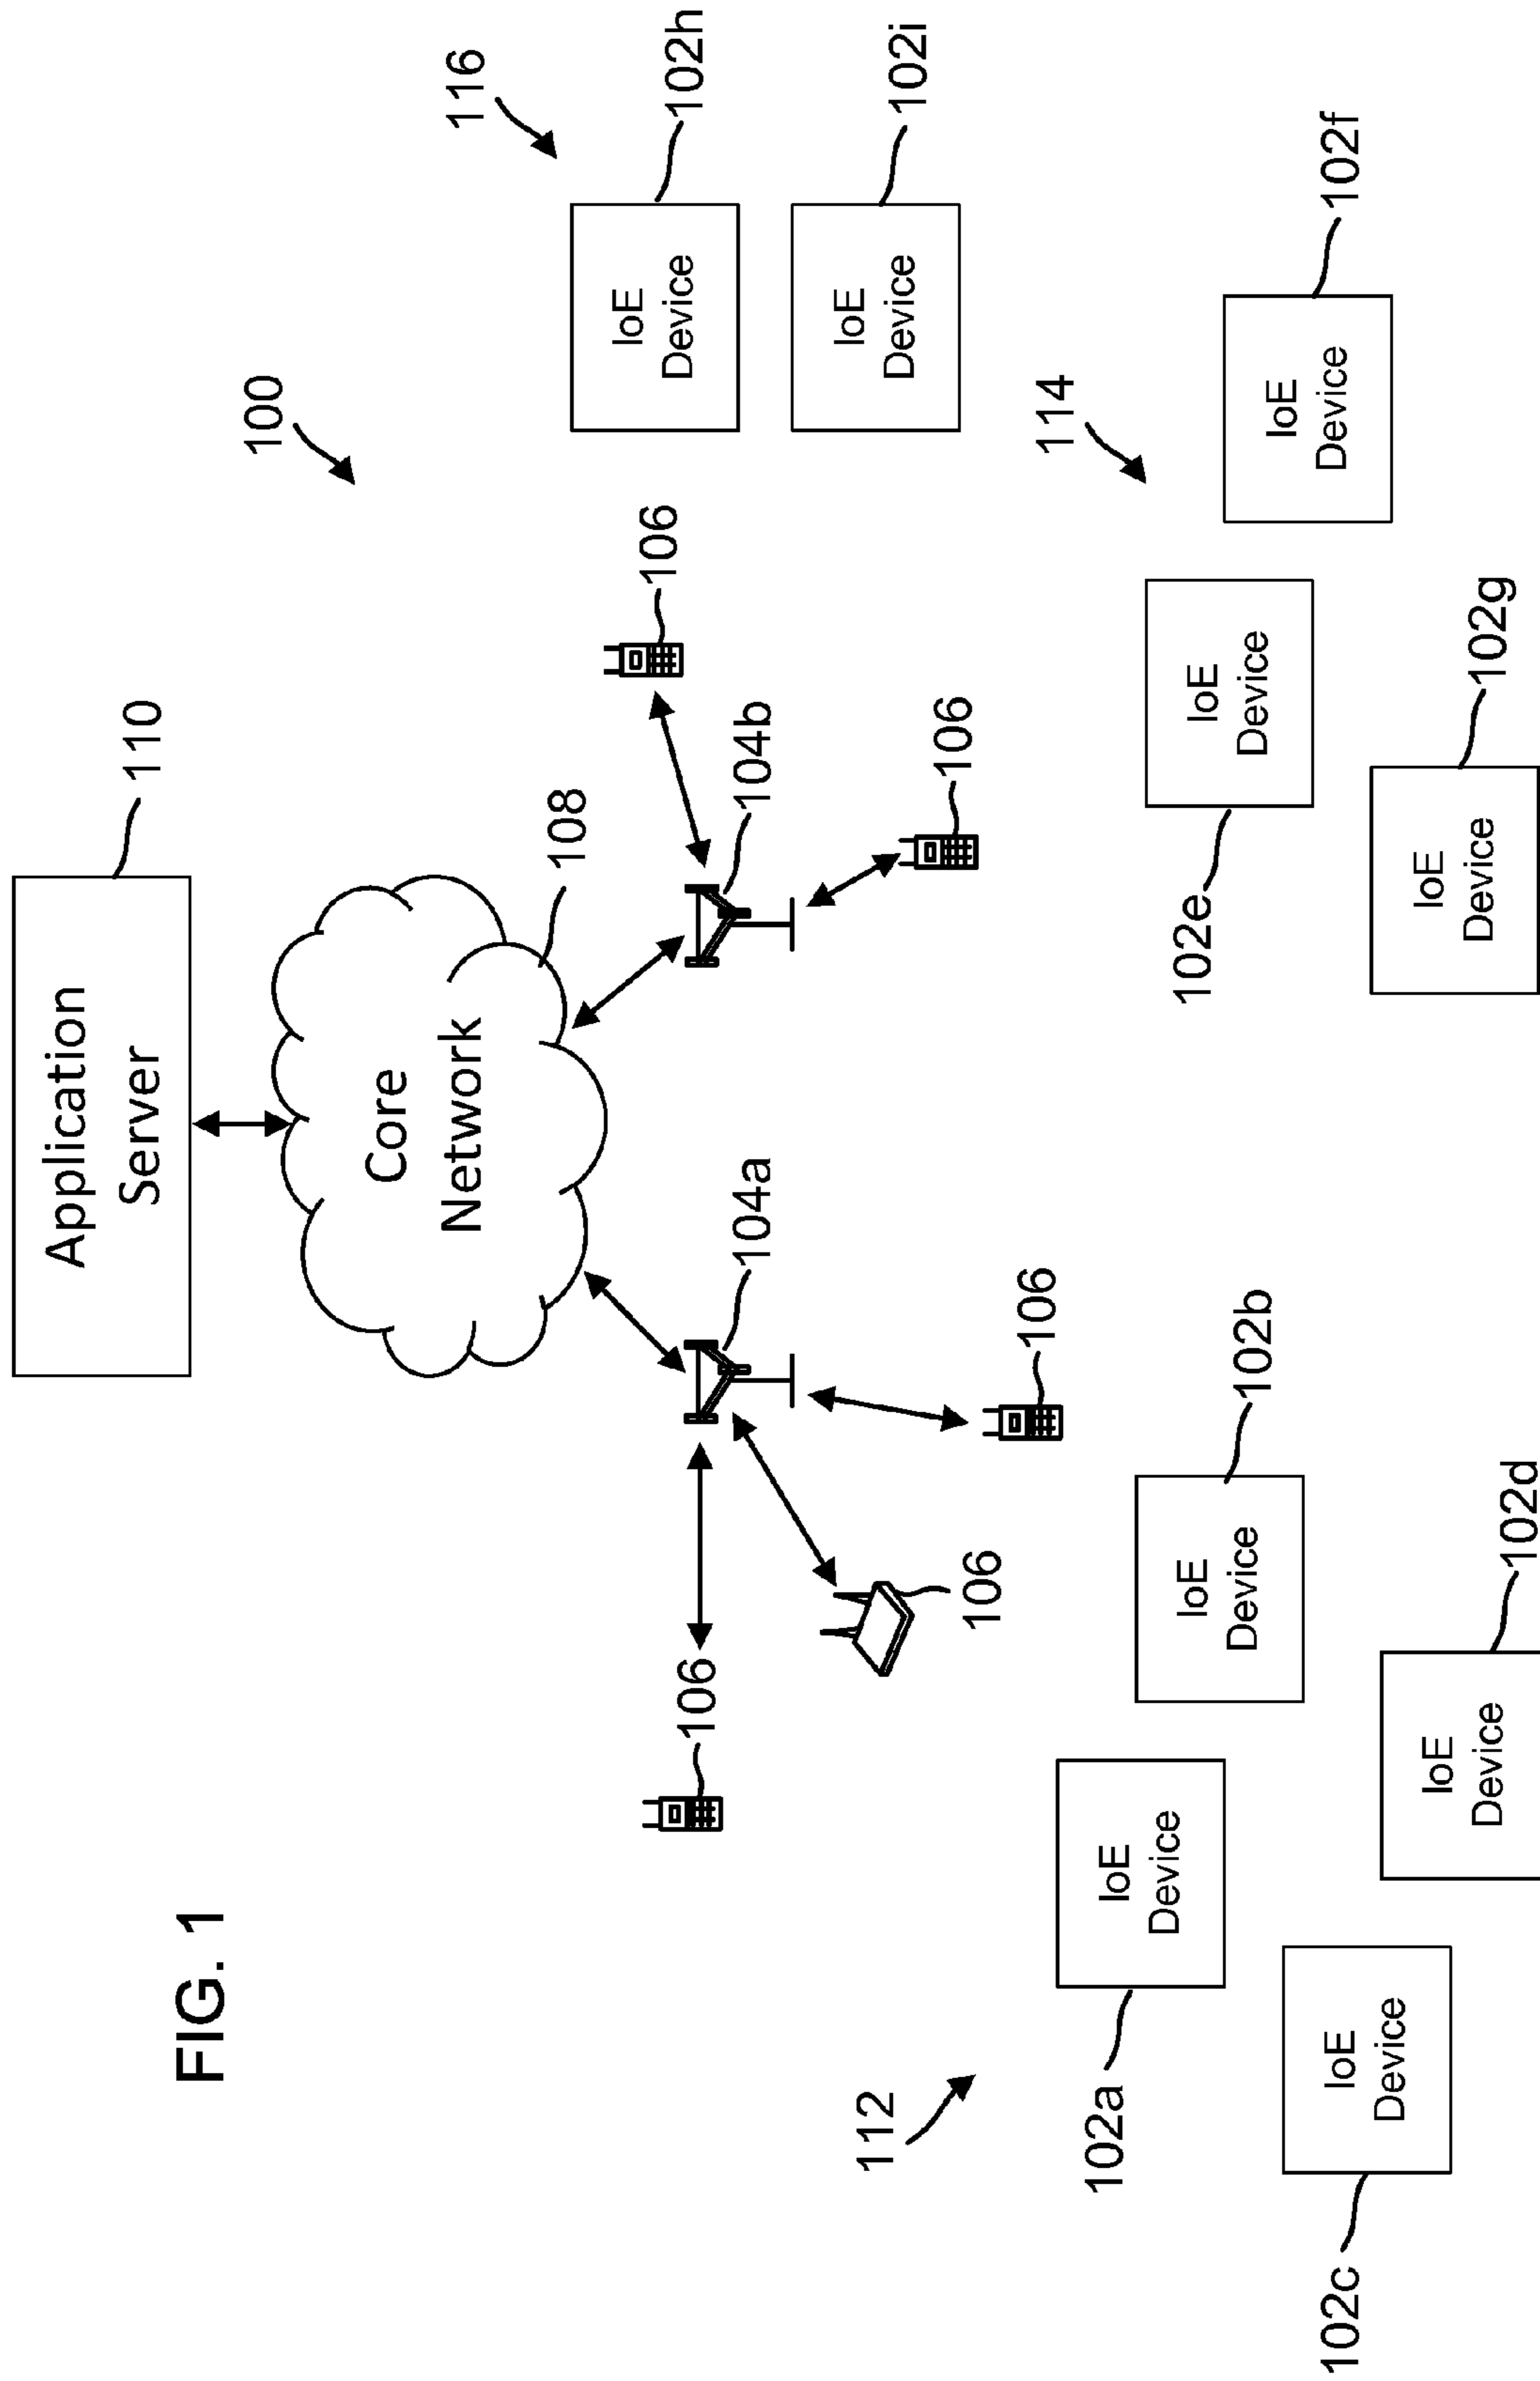 FIG. 1
Application
Server
110
100
Core
Network
108
116
IoE
Device
102h
IoE
Device
102i
106
104a
104b
106
106
106
106
112
IoE
Device
102a
IoE
Device
102b
IoE
Device
102c
IoE
Device
102d
114
IoE
Device
102e
IoE
Device
102f
IoE
Device
102g